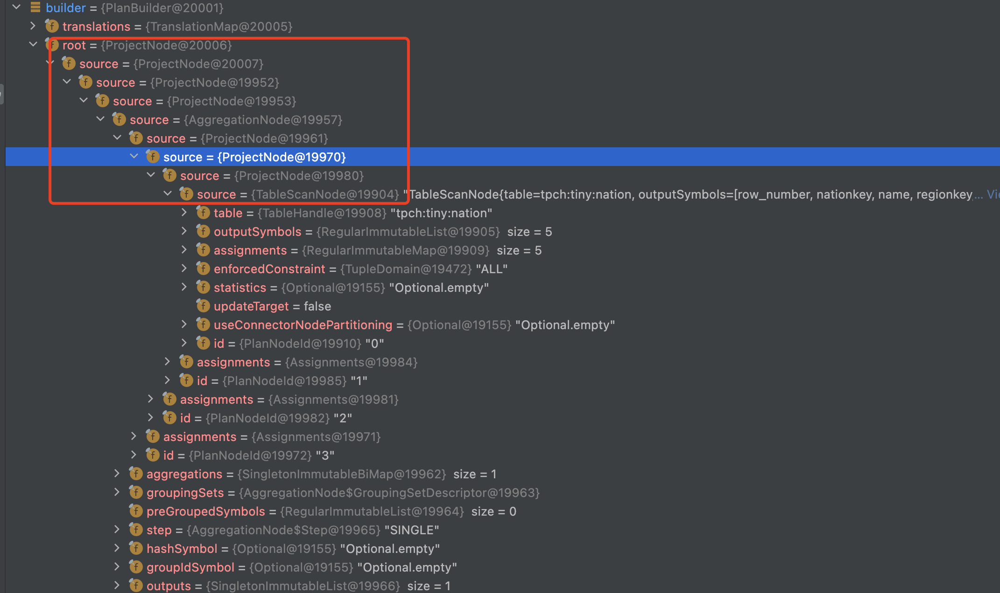 builder = {PlanBuilder@20001}
translations = {TranslationMap@20005}
root = {ProjectNode@20006}
source = {ProjectNode@20007}
source = {ProjectNode@19952}
source = {ProjectNode@19953}
source = {AggregationNode@19957}
source = {ProjectNode@19961}
source = {ProjectNode@19970}
source = {ProjectNode@19980}
source = {TableScanNode@19904} "TableScanNode{table=tpch:tiny:nation, outputSymbols=[row_number, nationkey, name, regionkey,... Vie
table = {TableHandle@19908} "tpch:tiny:nation"
outputSymbols = {RegularImmutableList@19905} size = 5
assignments = {RegularImmutableMap@19909} size = 5
enforcedConstraint = {TupleDomain@19472} "ALL"
statistics = {Optional@19155} "Optional.empty"
updateTarget = false
useConnectorNodePartitioning = {Optional@19155} "Optional.empty"
id = {PlanNodeId@19910} "0"
assignments = {Assignments@19984}
id = {PlanNodeId@19985} "1"
assignments = {Assignments@19981}
id = {PlanNodeId@19982} "2"
assignments = {Assignments@19971}
id = {PlanNodeId@19972} "3"
aggregations = {SingletonImmutableBiMap@19962} size = 1
groupingSets = {AggregationNode$GroupingSetDescriptor@19963}
preGroupedSymbols = {RegularImmutableList@19964} size = 0
step = {AggregationNode$Step@19965} "SINGLE"
hashSymbol = {Optional@19155} "Optional.empty"
groupIdSymbol = {Optional@19155} "Optional.empty"
outputs = {SingletonImmutableList@19966} size = 1